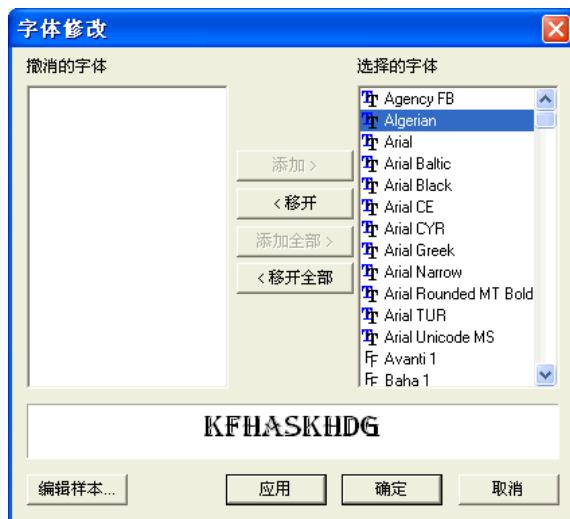 字体修改
撤消的字体
选择的字体
添加 >
< 移开
添加全部 >
< 移开全部
Agency FB
Algerian
Arial
Arial Baltic
Arial Black
Arial CE
Arial CYR
Arial Greek
Arial Narrow
Arial Rounded MT Bold
Arial TUR
Arial Unicode MS
Avanti 1
Baha 1
KFHASKHDG
编辑样本...
应用
确定
取消